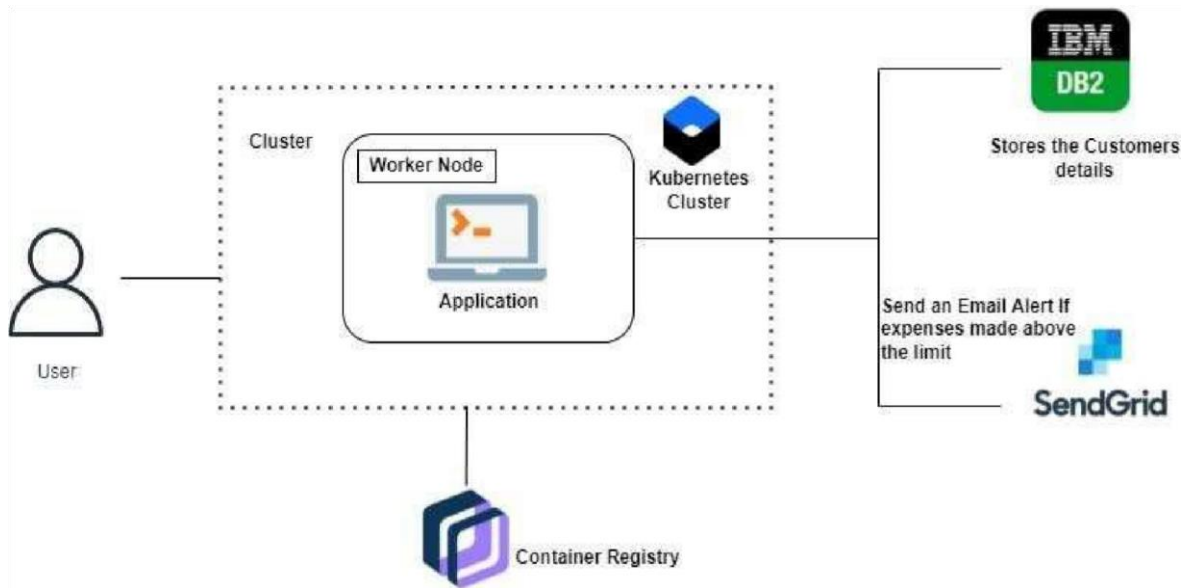 IBM
DB2
Stores the Customers
details
Cluster
Worker Node
Kubernetes
Cluster
Application
User
Send an Email Alert If
expenses made above
the limit
SendGrid
Container Registry